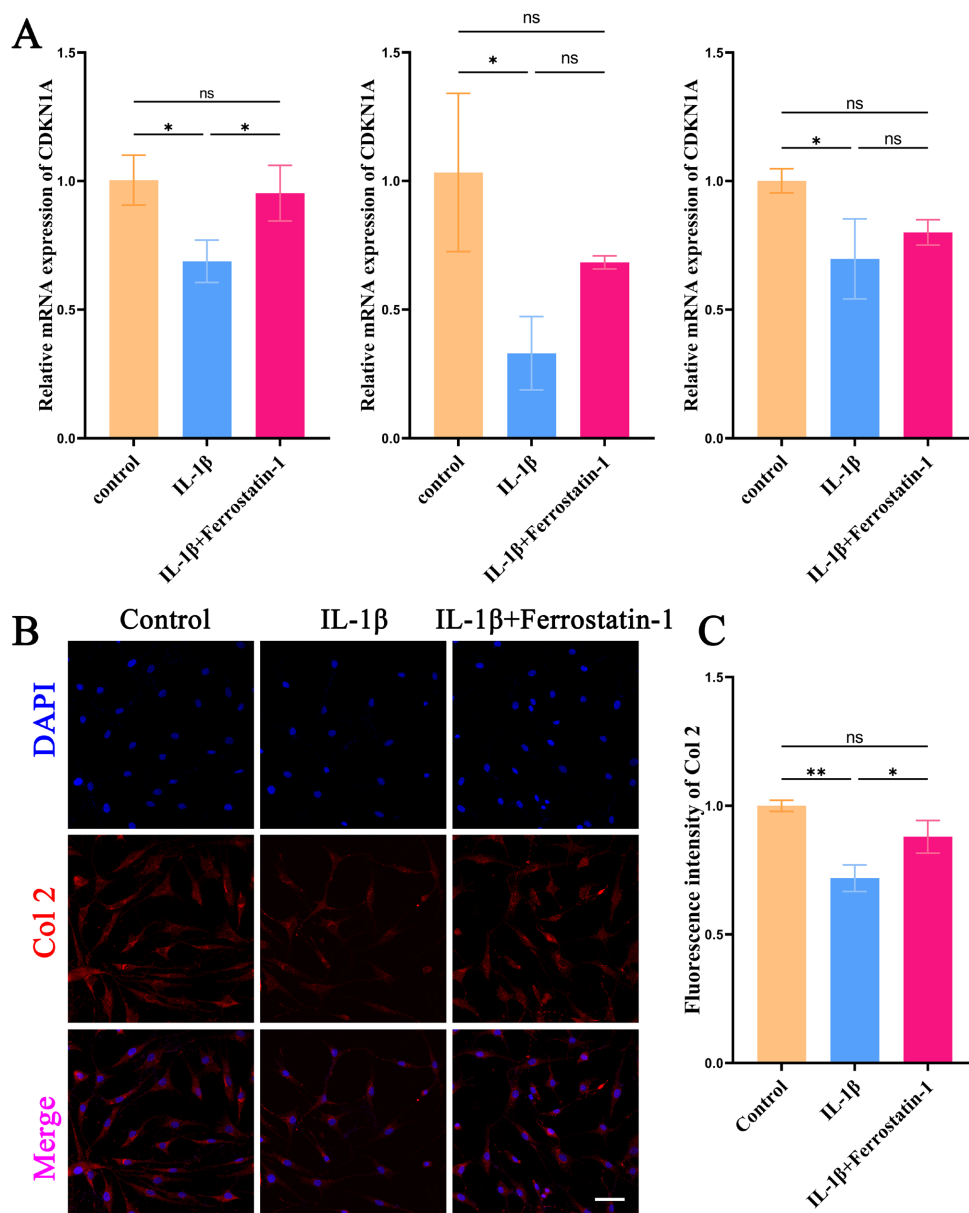 A
Relative mRNA expression of CDKN1A
1.5
1.0
0.5
0.0
ns
*
*
control
IL-1β
IL-1β+Ferrostatin-1
Relative mRNA expression of CDKN1A
1.5
1.0
0.5
0.0
ns
*
ns
control
IL-1β
IL-1β+Ferrostatin-1
Relative mRNA expression of CDKN1A
1.5
1.0
0.5
0.0
ns
*
ns
control
IL-1β
IL-1β+Ferrostatin-1
B
Control
IL-1β
IL-1β+Ferrostatin-1
DAPI
Col 2
Merge
C
Fluorescence intensity of Col 2
1.5
1.0
0.5
0.0
ns
**
*
Control
IL-1β
IL-1β+Ferrostatin-1